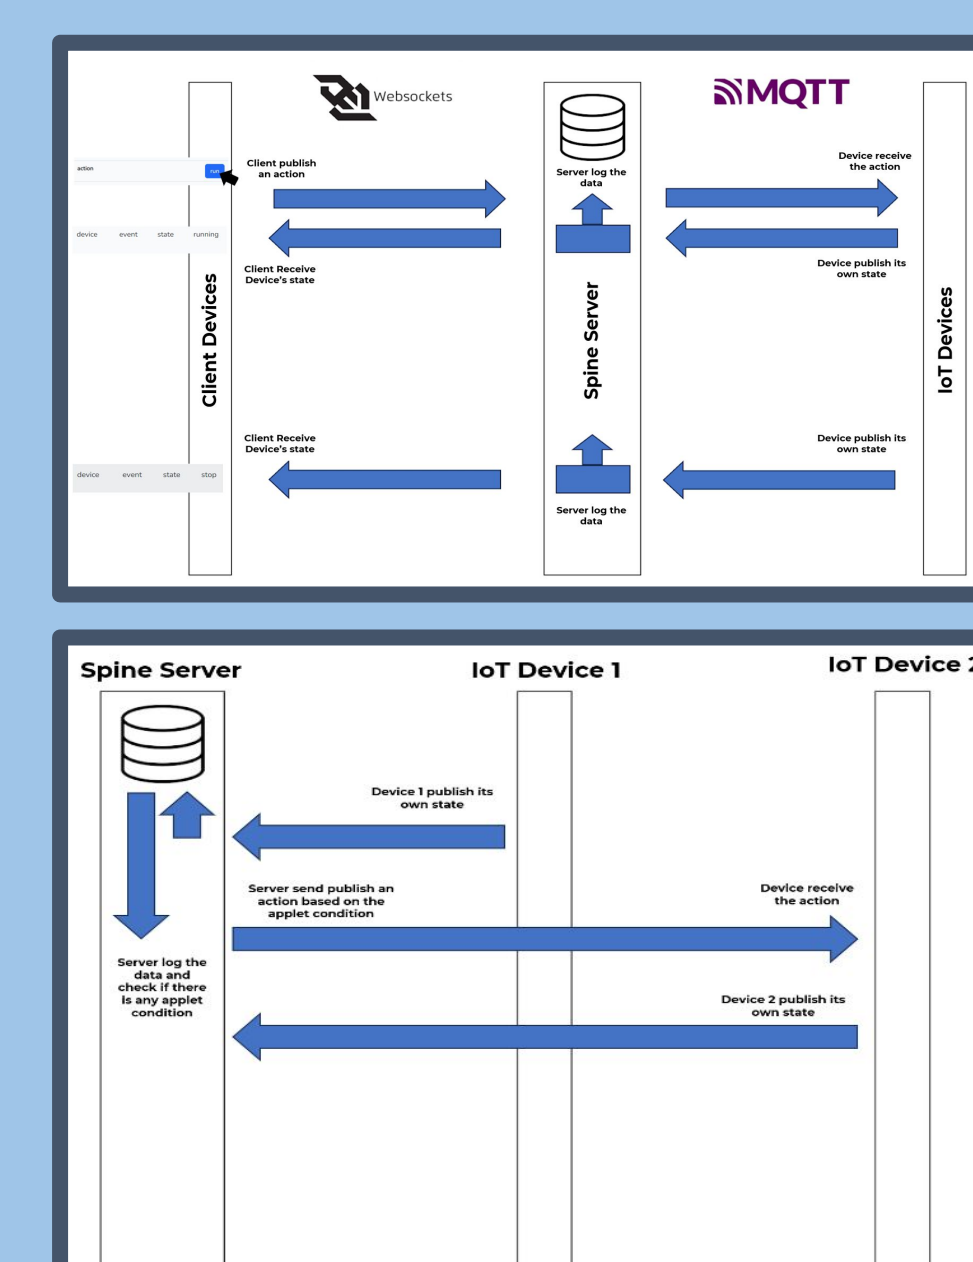 Websockets
MQTT
action
run
Client publish
an action
Server log the
data
Device receive
the action
device event state running
Client Receive
Device's state
Device publish its
own state
Client Devices
Spine Server
IoT Devices
Client Receive
Device's state
Device publish its
own state
device event state stop
Server log the
data
Spine Server
IoT Device 1
IoT Device 2
Device 1 publish its
own state
Server send publish an
action based on the
applet condition
Device receive
the action
Server log the
data and
check if there
is any applet
condition
Device 2 publish its
own state